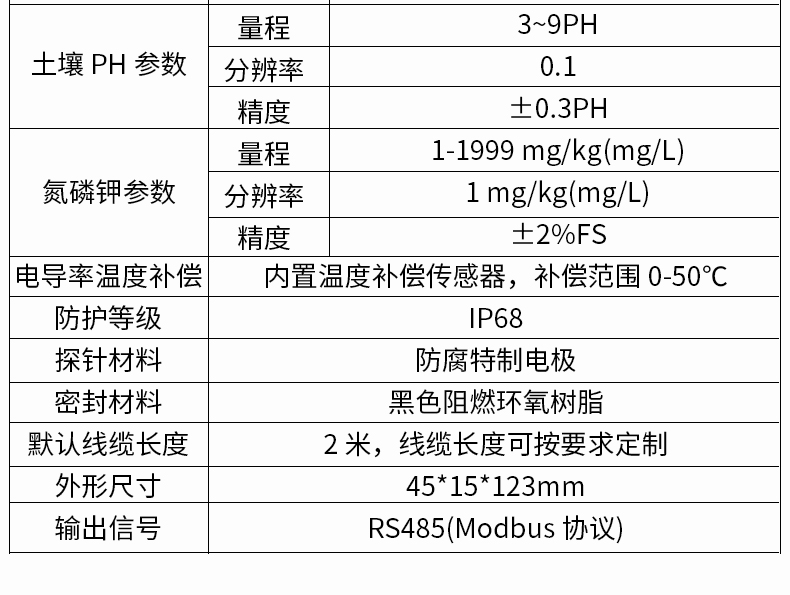 土壤 PH 参数
量程
3~9PH
分辨率
0.1
精度
±0.3PH
氮磷钾参数
量程
1-1999 mg/kg(mg/L)
分辨率
1 mg/kg(mg/L)
精度
±2%FS
电导率温度补偿
内置温度补偿传感器，补偿范围 0-50℃
防护等级
IP68
探针材料
防腐特制电极
密封材料
黑色阻燃环氧树脂
默认线缆长度
2 米，线缆长度可按要求定制
外形尺寸
45*15*123mm
输出信号
RS485(Modbus 协议)